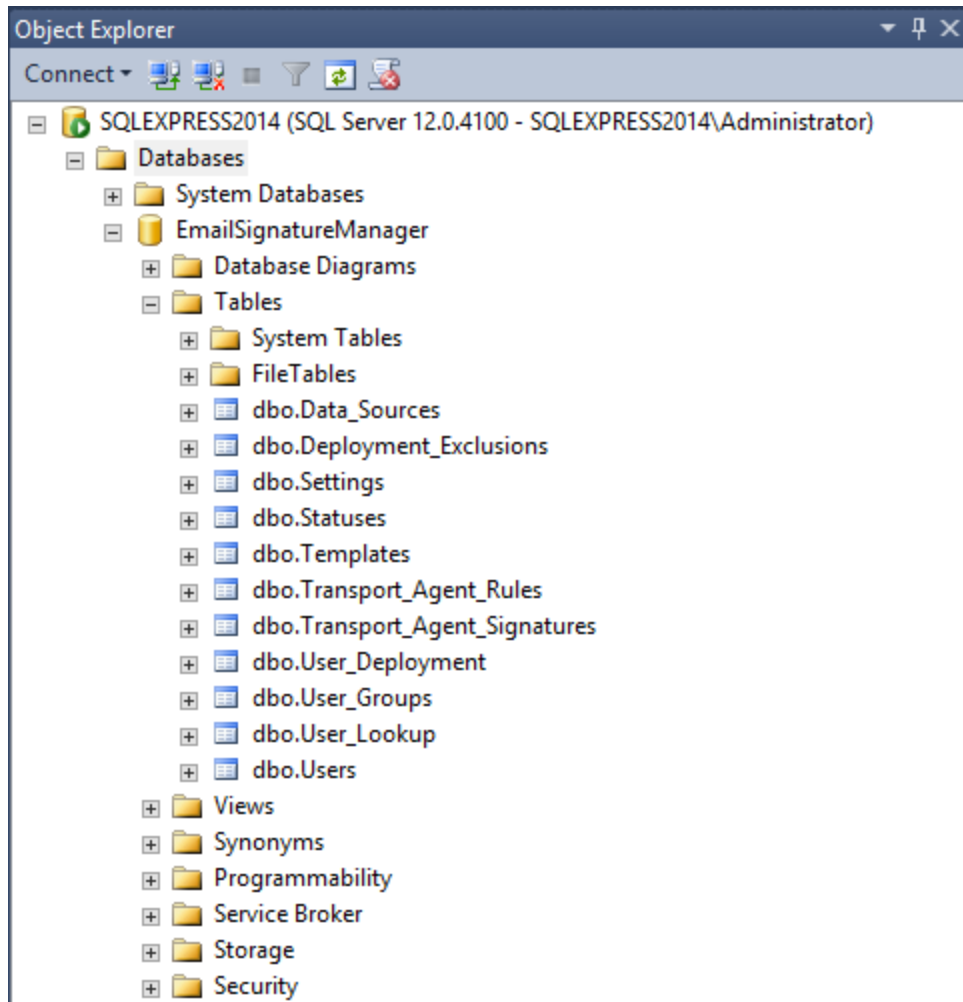 Object Explorer
Connect
SQLEXPRESS2014 (SQL Server 12.0.4100 - SQLEXPRESS2014\Administrator)
Databases
System Databases
EmailSignatureManager
Database Diagrams
Tables
System Tables
FileTables
dbo.Data_Sources
dbo.Deployment_Exclusions
dbo.Settings
dbo.Statuses
dbo.Templates
dbo.Transport_Agent_Rules
dbo.Transport_Agent_Signatures
dbo.User_Deployment
dbo.User_Groups
dbo.User_Lookup
dbo.Users
Views
Synonyms
Programmability
Service Broker
Storage
Security